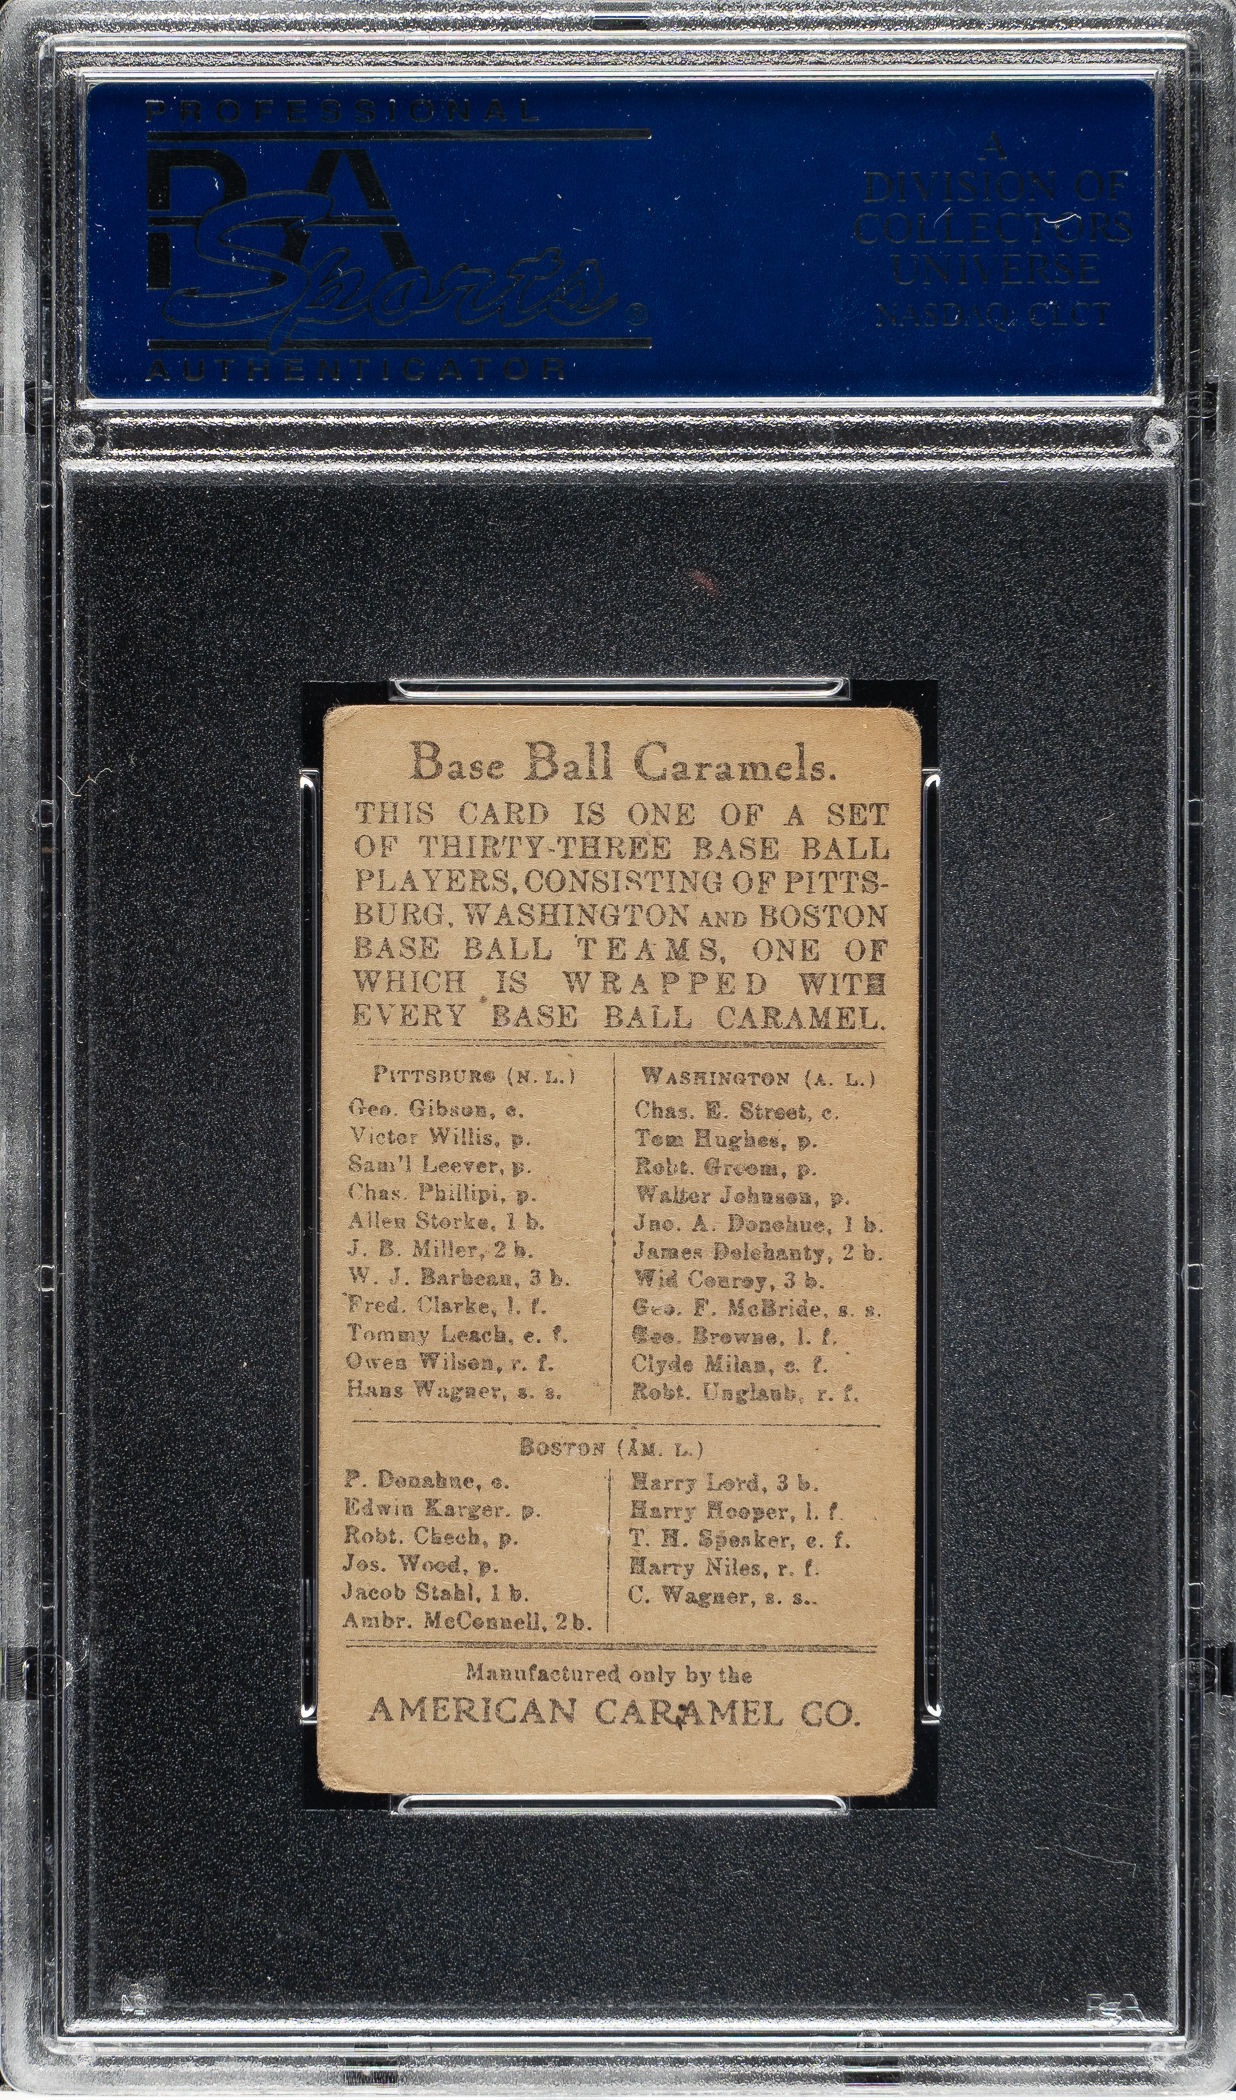 PROFESSIONAL
PSA
Sports®
AUTHENTICATOR
A
DIVISION OF
COLLECTORS
UNIVERSE
NASDAQ: CLCT
Base Ball Caramels.
THIS CARD IS ONE OF A SET
OF THIRTY-THREE BASE BALL
PLAYERS, CONSISTING OF PITTS-
BURG, WASHINGTON AND BOSTON
BASE BALL TEAMS, ONE OF
WHICH IS WRAPPED WITH
EVERY BASE BALL CARAMEL.
PITTSBURG (N. L.)
Geo. Gibson, c.
Victor Willis, p.
Sam'l Leever, p.
Chas. Phillipi, p.
Allen Storke, 1 b.
J. B. Miller, 2 b.
W. J. Barbeau, 3 b.
Fred. Clarke, l. f.
Tommy Leach, c. f.
Owen Wilson, r. f.
Hans Wagner, s. s.
WASHINGTON (A. L.)
Chas. E. Street, c.
Tom Hughes, p.
Robt. Groom, p.
Walter Johnson, p.
Jno. A. Donohue, 1 b.
James Delehanty, 2 b.
Wid Conroy, 3 b.
Geo. F. McBride, s. s.
Geo. Browne, l. f.
Clyde Milan, c. f.
Robt. Unglaub, r. f.
BOSTON (AM. L.)
P. Donahue, c.
Edwin Karger. p.
Robt. Chech, p.
Jos. Wood, p.
Jacob Stahl, 1 b.
Ambr. McConnell, 2 b.
Harry Lord, 3 b.
Harry Hooper, l. f.
T. H. Speaker, c. f.
Harry Niles, r. f.
C. Wagner, s. s.
Manufactured only by the
AMERICAN CARAMEL CO.
PSA